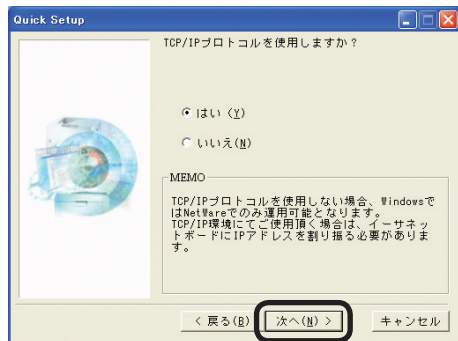 Quick Setup
TCP/IPプロトコルを使用しますか？
はい (Y)
いいえ(N)
MEMO
TCP/IPプロトコルを使用しない場合、Windowsで
はNetWareでのみ運用可能となります。
TCP/IP環境にてご使用頂く場合は、イーサネッ
トボードにIPアドレスを割り振る必要がありま
す。
< 戻る(B)
次へ(N) >
キャンセル